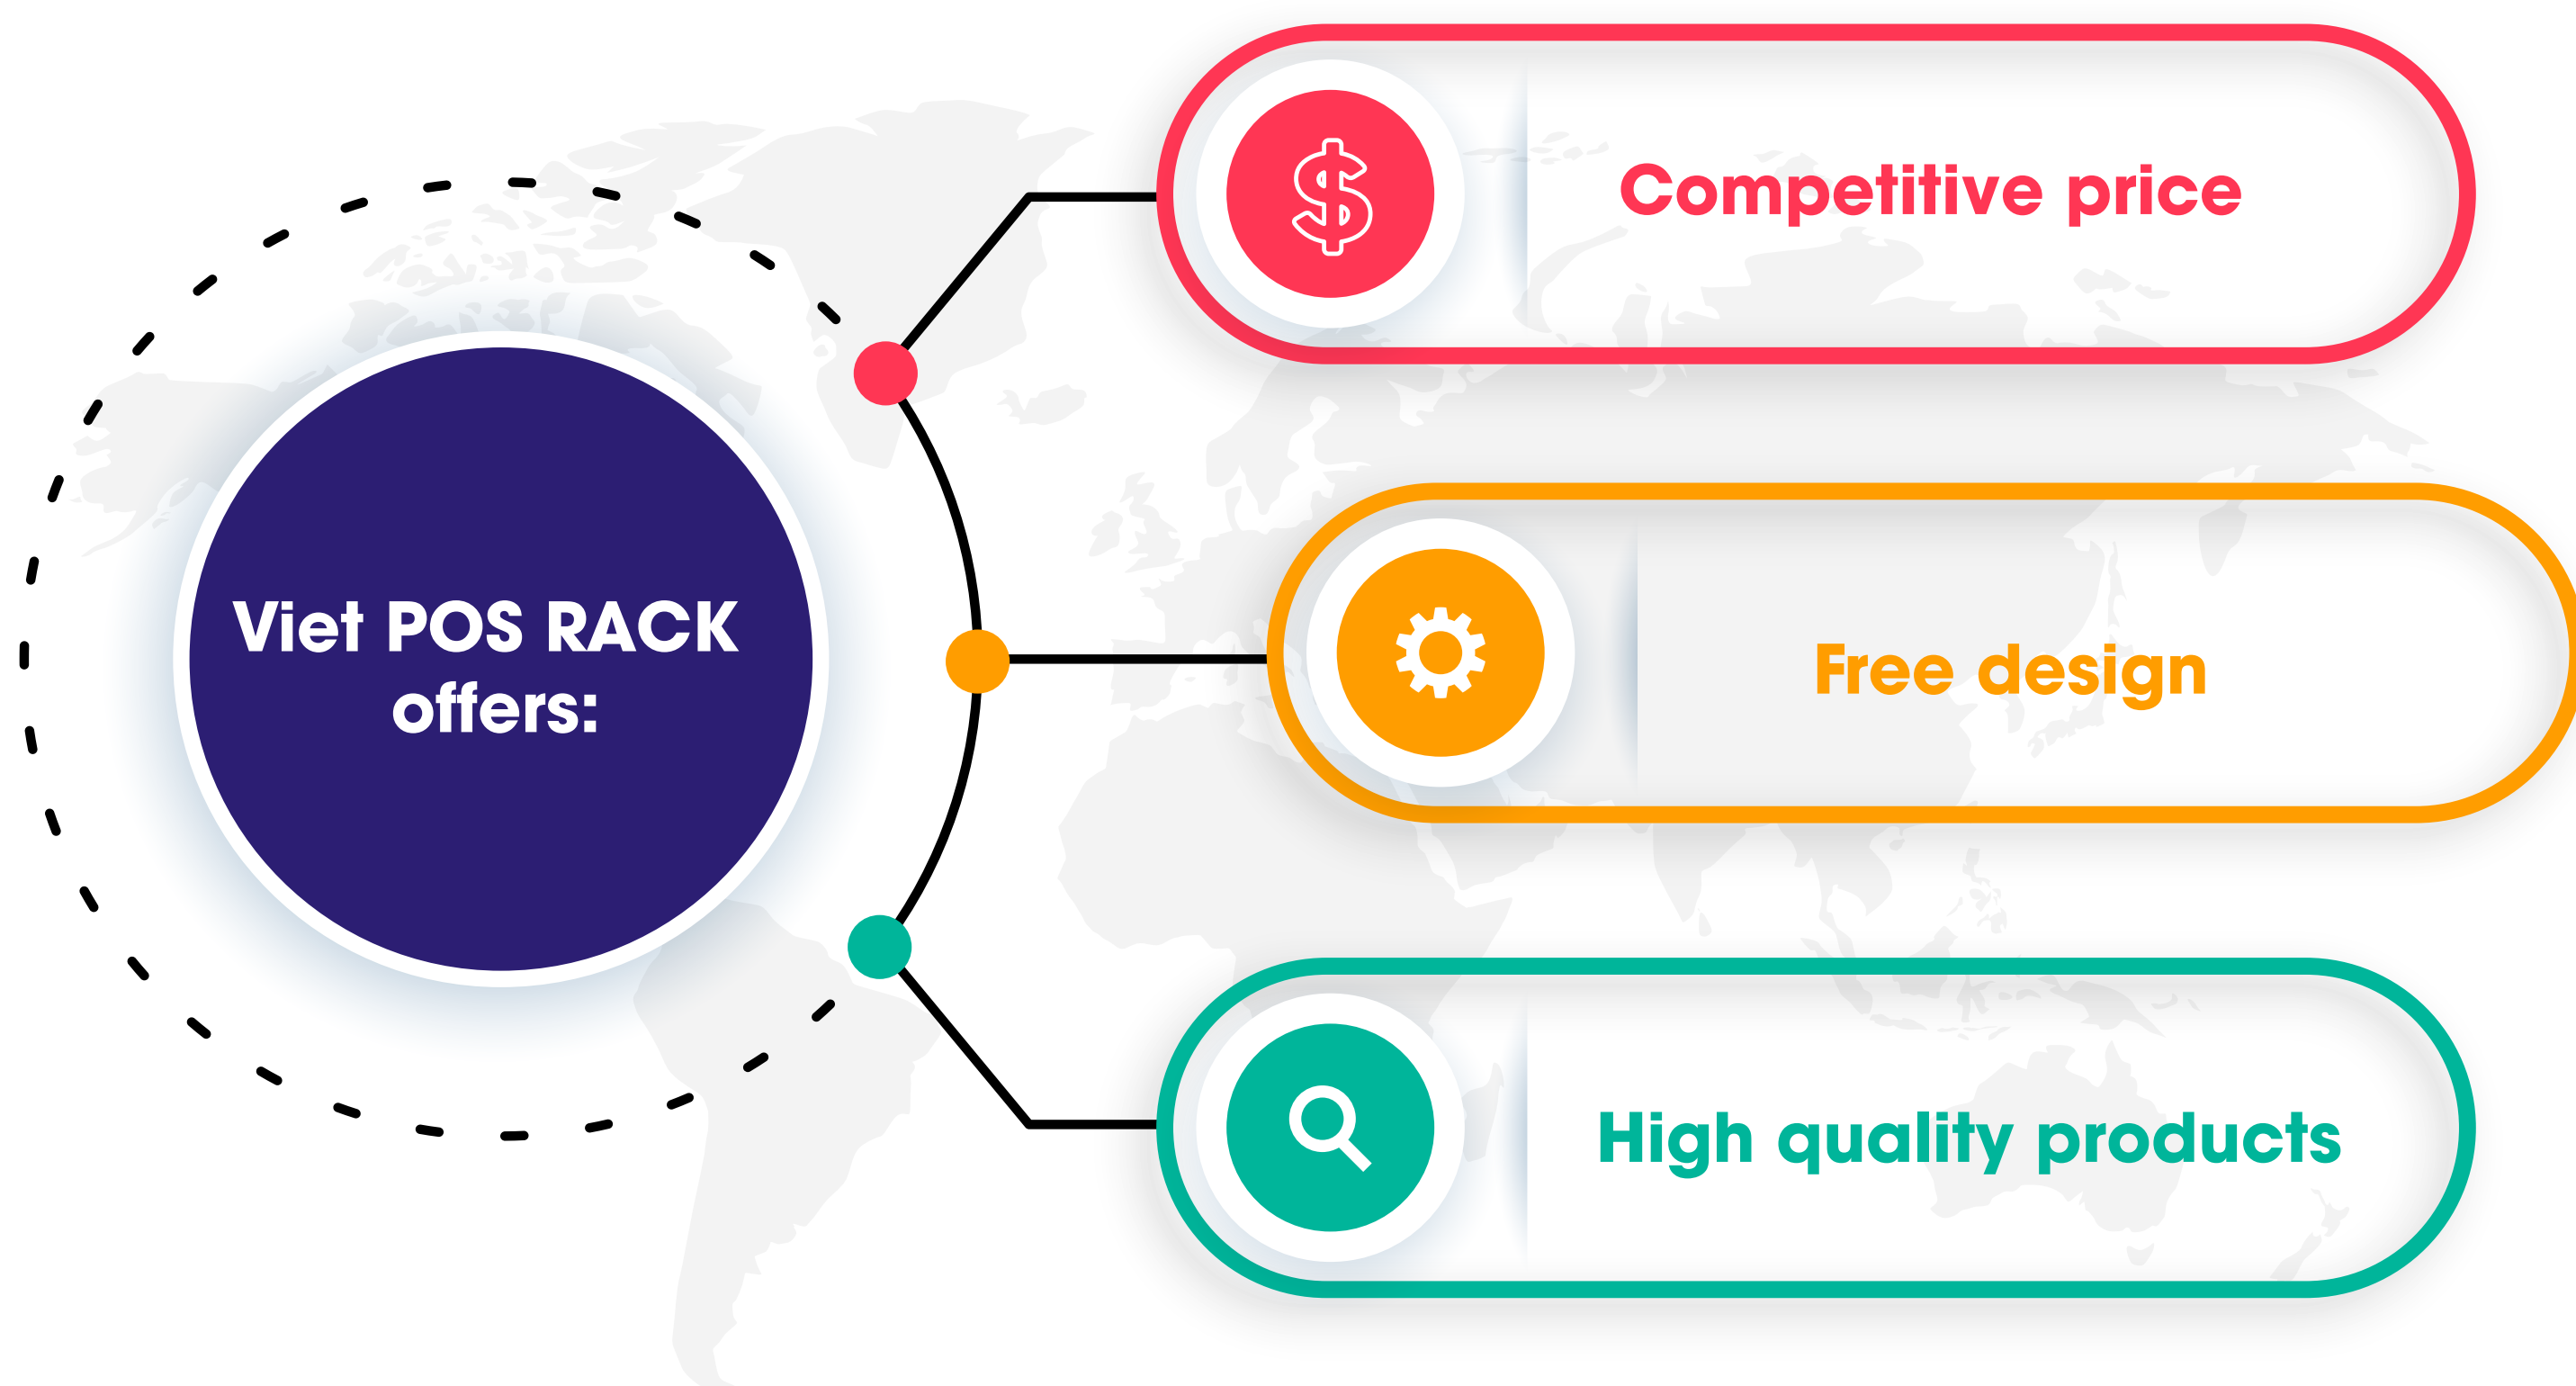 Viet POS RACK
offers:
Competitive price
Free design
High quality products